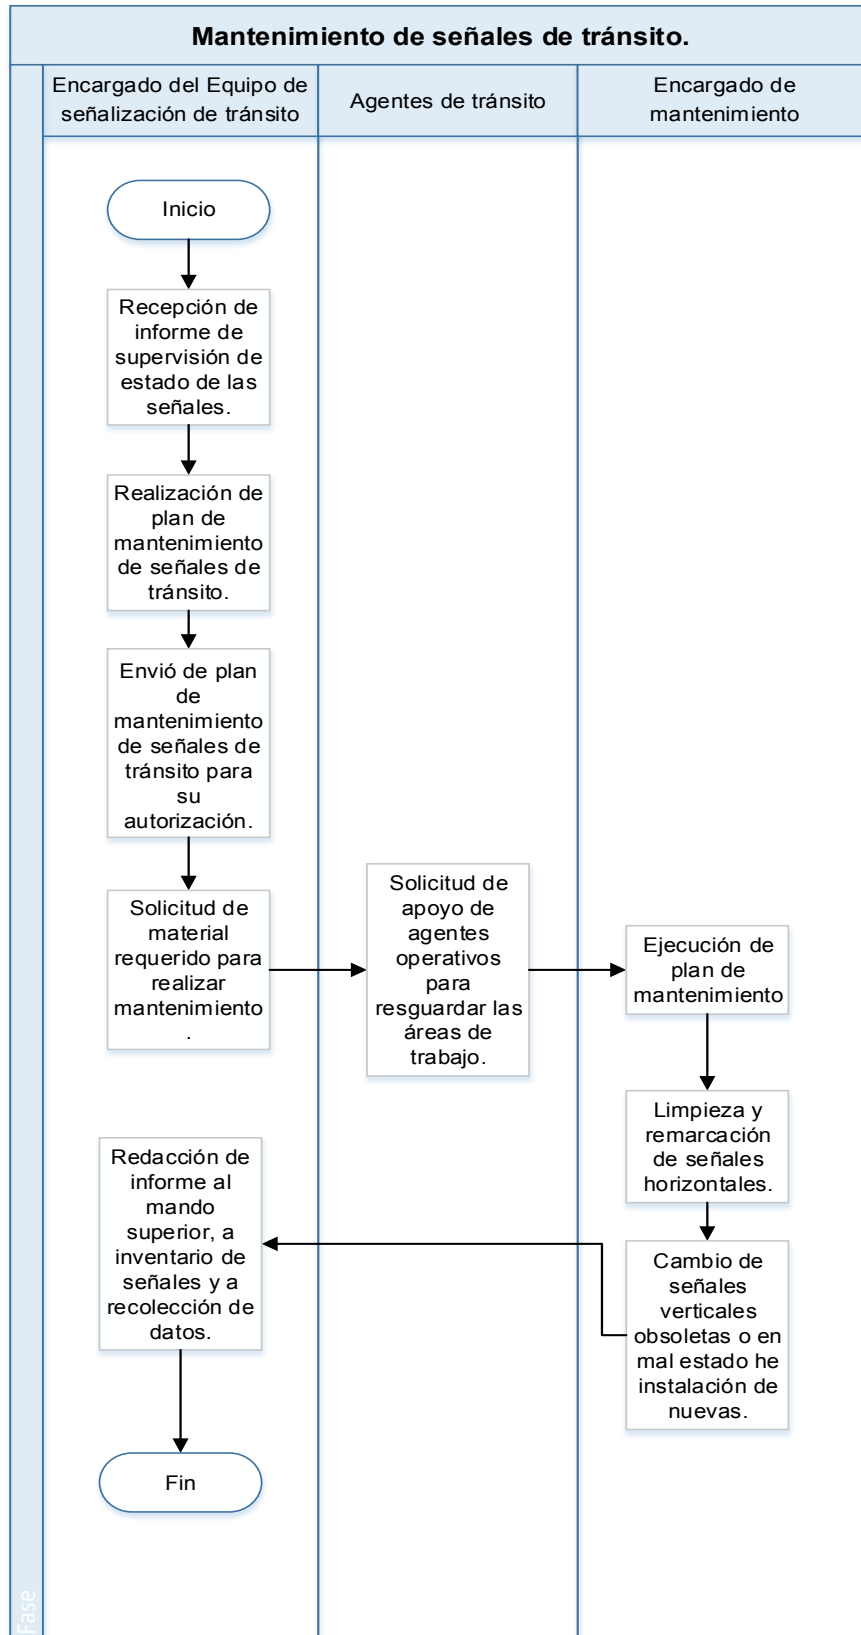 Mantenimiento de señales de tránsito.
Encargado del Equipo de
señalización de tránsito
Agentes de tránsito
Encargado de
mantenimiento
Inicio
Recepción de
informe de
supervisión de
estado de las
señales.
Realización de
plan de
mantenimiento
de señales de
tránsito.
Envió de plan
de
mantenimiento
de señales de
tránsito para
su
autorización.
Solicitud de
material
requerido para
realizar
mantenimiento
.
Solicitud de
apoyo de
agentes
operativos
para
resguardar las
áreas de
trabajo.
Ejecución de
plan de
mantenimiento
Limpieza y
remarcación
de señales
horizontales.
Cambio de
señales
verticales
obsoletas o en
mal estado he
instalación de
nuevas.
Redacción de
informe al
mando
superior, a
inventario de
señales y a
recolección de
datos.
Fin
Fase